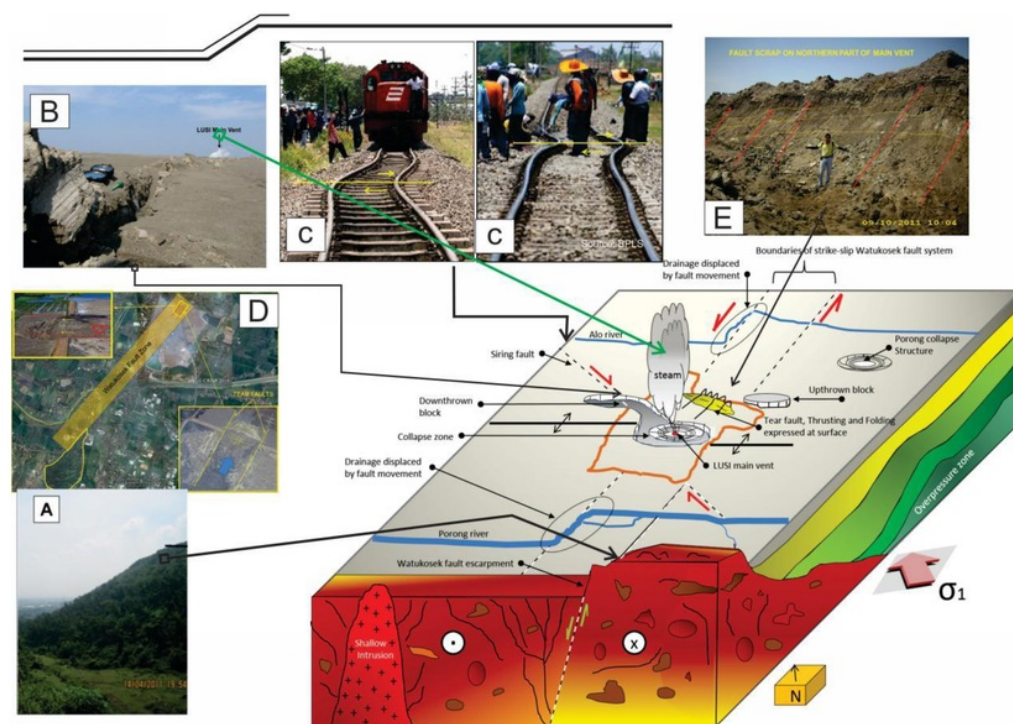 B
LUSI Main Vent
C
Source: BPLS
C
FAULT SCRAP ON NORTHERN PART OF MAIN VENT
E
09/10/2011 10:04
Boundaries of strike-slip Watukosek fault system
Drainage displaced
by fault movement
D
Watukosek Fault Zone
TEAR FAULTS
Alo river
Siring fault
steam
Porong collapse
Structure
Downthrown
block
Upthrown block
Collapse zone
Tear fault, Thrusting and Folding
expressed at surface
LUSI main vent
Drainage displaced
by fault movement
Overpressure zone
A
Porong river
Watukosek fault escarpment
σ1
Shallow
Intrusion
X
N